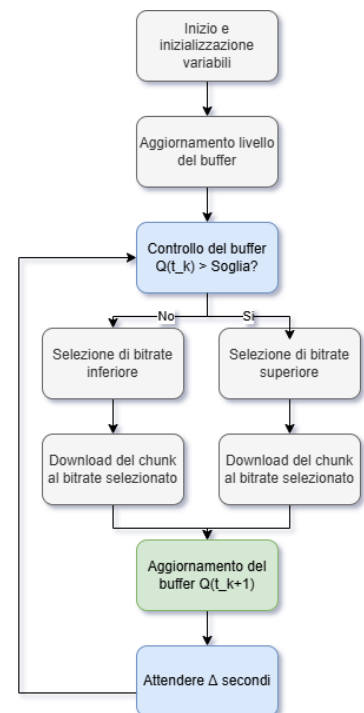 Inizio e
inizializzazione
variabili
Aggiornamento livello
del buffer
Controllo del buffer
Q(t_k) > Soglia?
No
Si
Selezione di bitrate
inferiore
Selezione di bitrate
superiore
Download del chunk
al bitrate selezionato
Download del chunk
al bitrate selezionato
Aggiornamento del
buffer Q(t_k+1)
Attendere Δ secondi